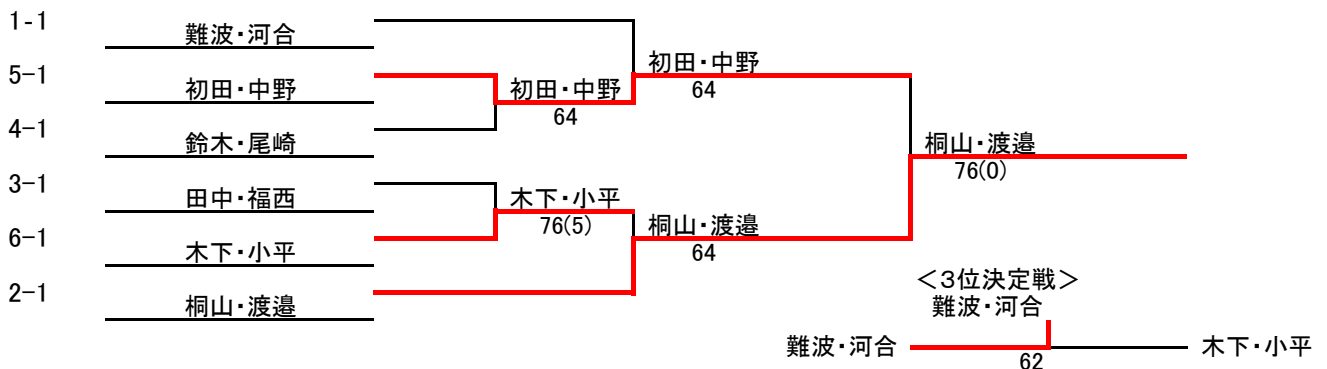 1-1
難波・河合
5-1
初田・中野
4-1
鈴木・尾崎
3-1
田中・福西
6-1
木下・小平
2-1
桐山・渡邉
初田・中野
64
木下・小平
76(5)
初田・中野
64
桐山・渡邉
64
桐山・渡邉
76(0)
＜3位決定戦＞
難波・河合
難波・河合
62
木下・小平